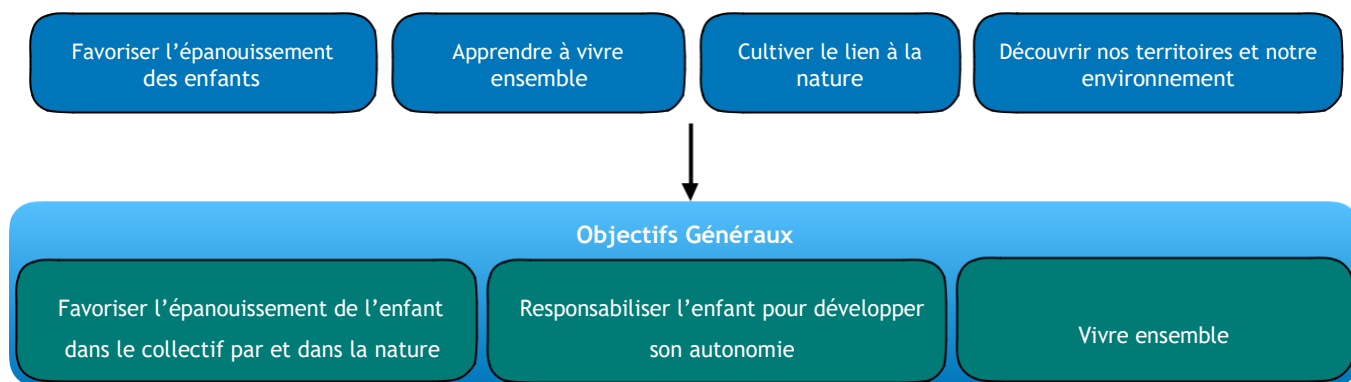 Favoriser l’épanouissement
des enfants
Apprendre à vivre
ensemble
Cultiver le lien à la
nature
Découvrir nos territoires et notre
environnement
Objectifs Généraux
Favoriser l’épanouissement de l’enfant
dans le collectif par et dans la nature
Responsabiliser l’enfant pour développer
son autonomie
Vivre ensemble